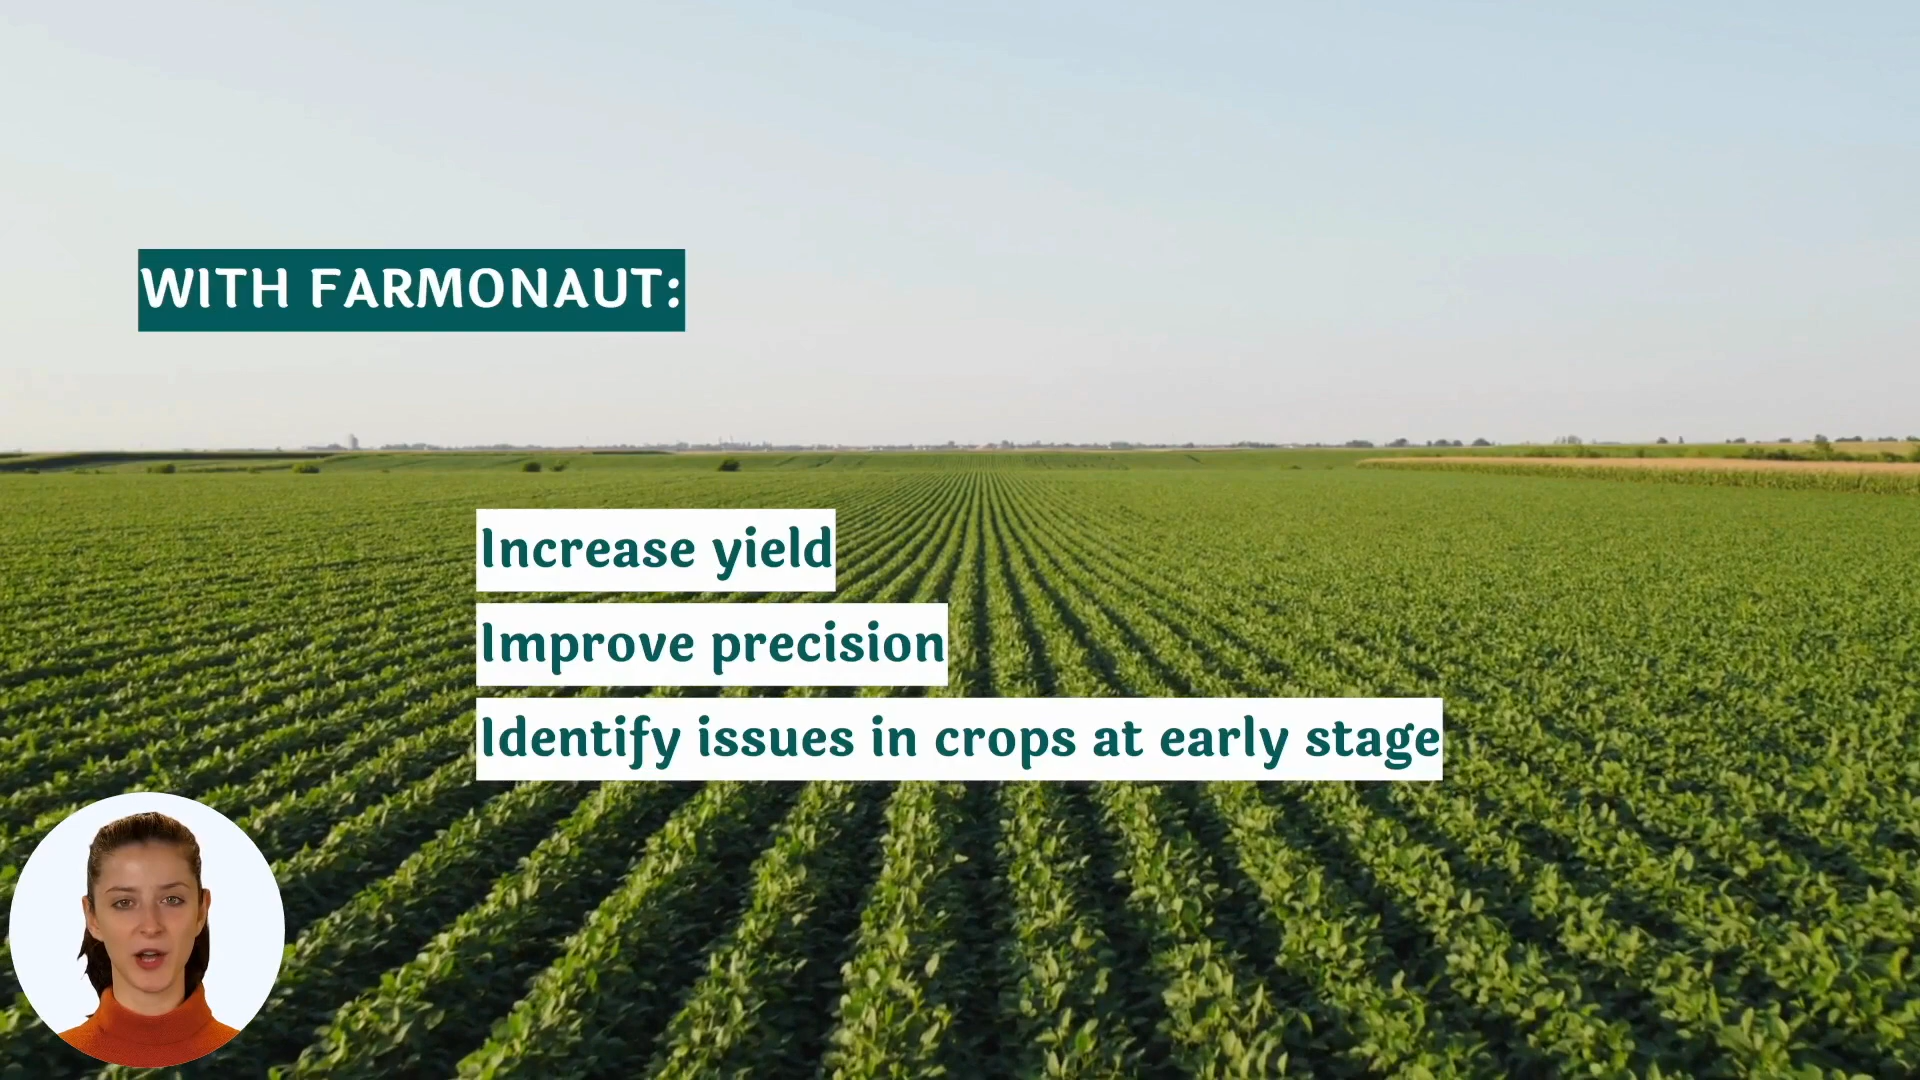 WITH FARMONAUT:
Increase yield
Improve precision
Identify issues in crops at early stage